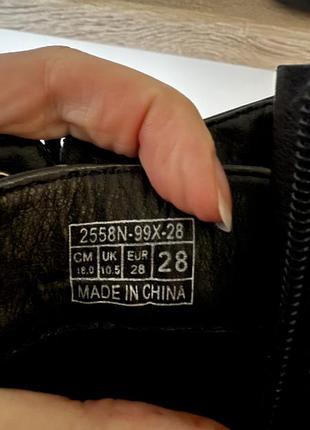 2558N-99X-28
CM UK EUR 28
18.0 10.5 28
MADE IN CHINA